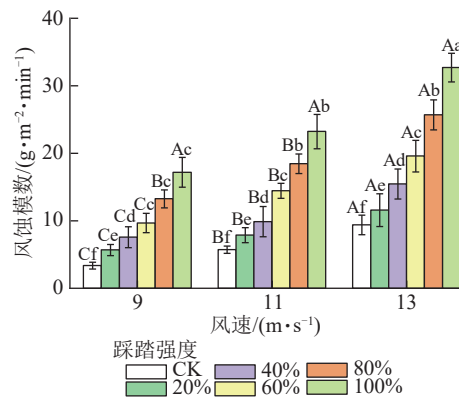 风蚀模数/(g·m⁻²·min⁻¹)
40
30
20
10
0
Cf Ce Cd Cc Bc Ac
Bf Be Bd Bc Bb Ab
Af Ae Ad Ac Ab Aa
9 11 13
风速/(m·s⁻¹)
踩踏强度
CK 40% 80%
20% 60% 100%